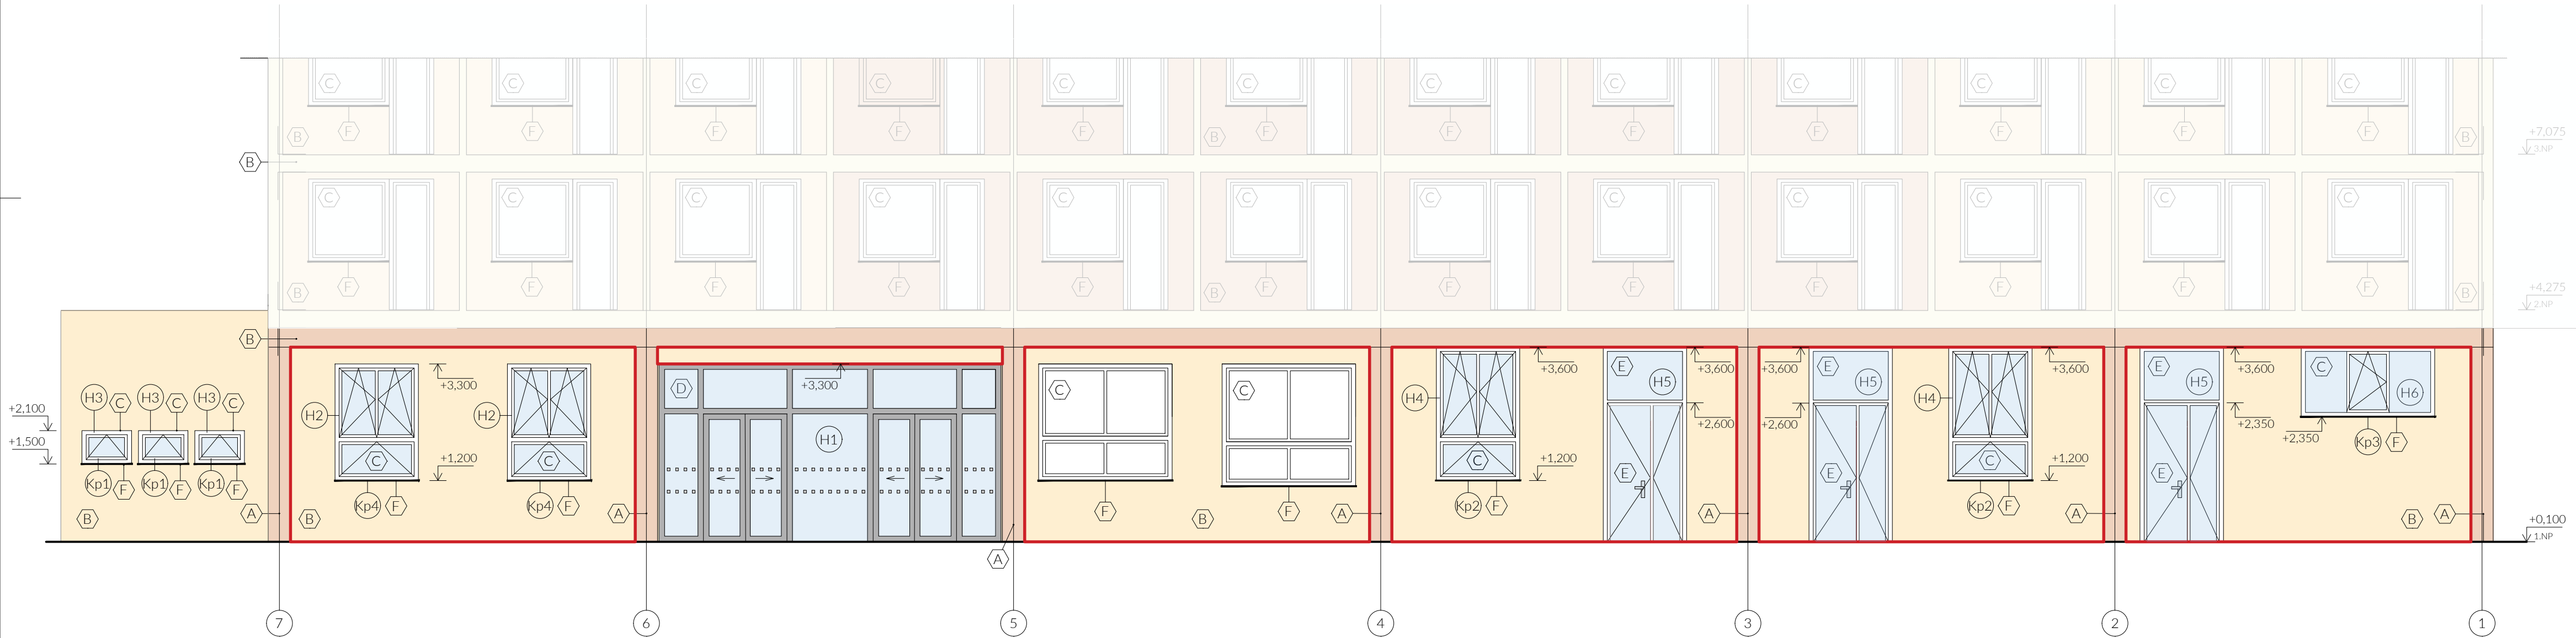 C C C C C C C C C C C C
F F F F F F F F F F F F
B B B
+7,075
3.NP
B
C C C C C C C C C C C C
F F F F F F F F F F F F
B B B
+4,275
2.NP
B
+3,300 +3,300 +3,600 +3,600 +3,600 +3,600 +3,600
D C C E E E C
H5 H5 H5 H6
H3 C H3 C H3 C
H2 H2 H4 H4
+2,100
+2,600 +2,600 +2,350 +2,350
+1,500
H1
Kp3 F
C C C C
+1,200 +1,200 +1,200
E E E
Kp1 F Kp1 F Kp1 F
Kp4 F Kp4 F F F Kp2 F Kp2 F
B A B A B A A A B A
+0,100
1.NP
A
7 6 5 4 3 2 1